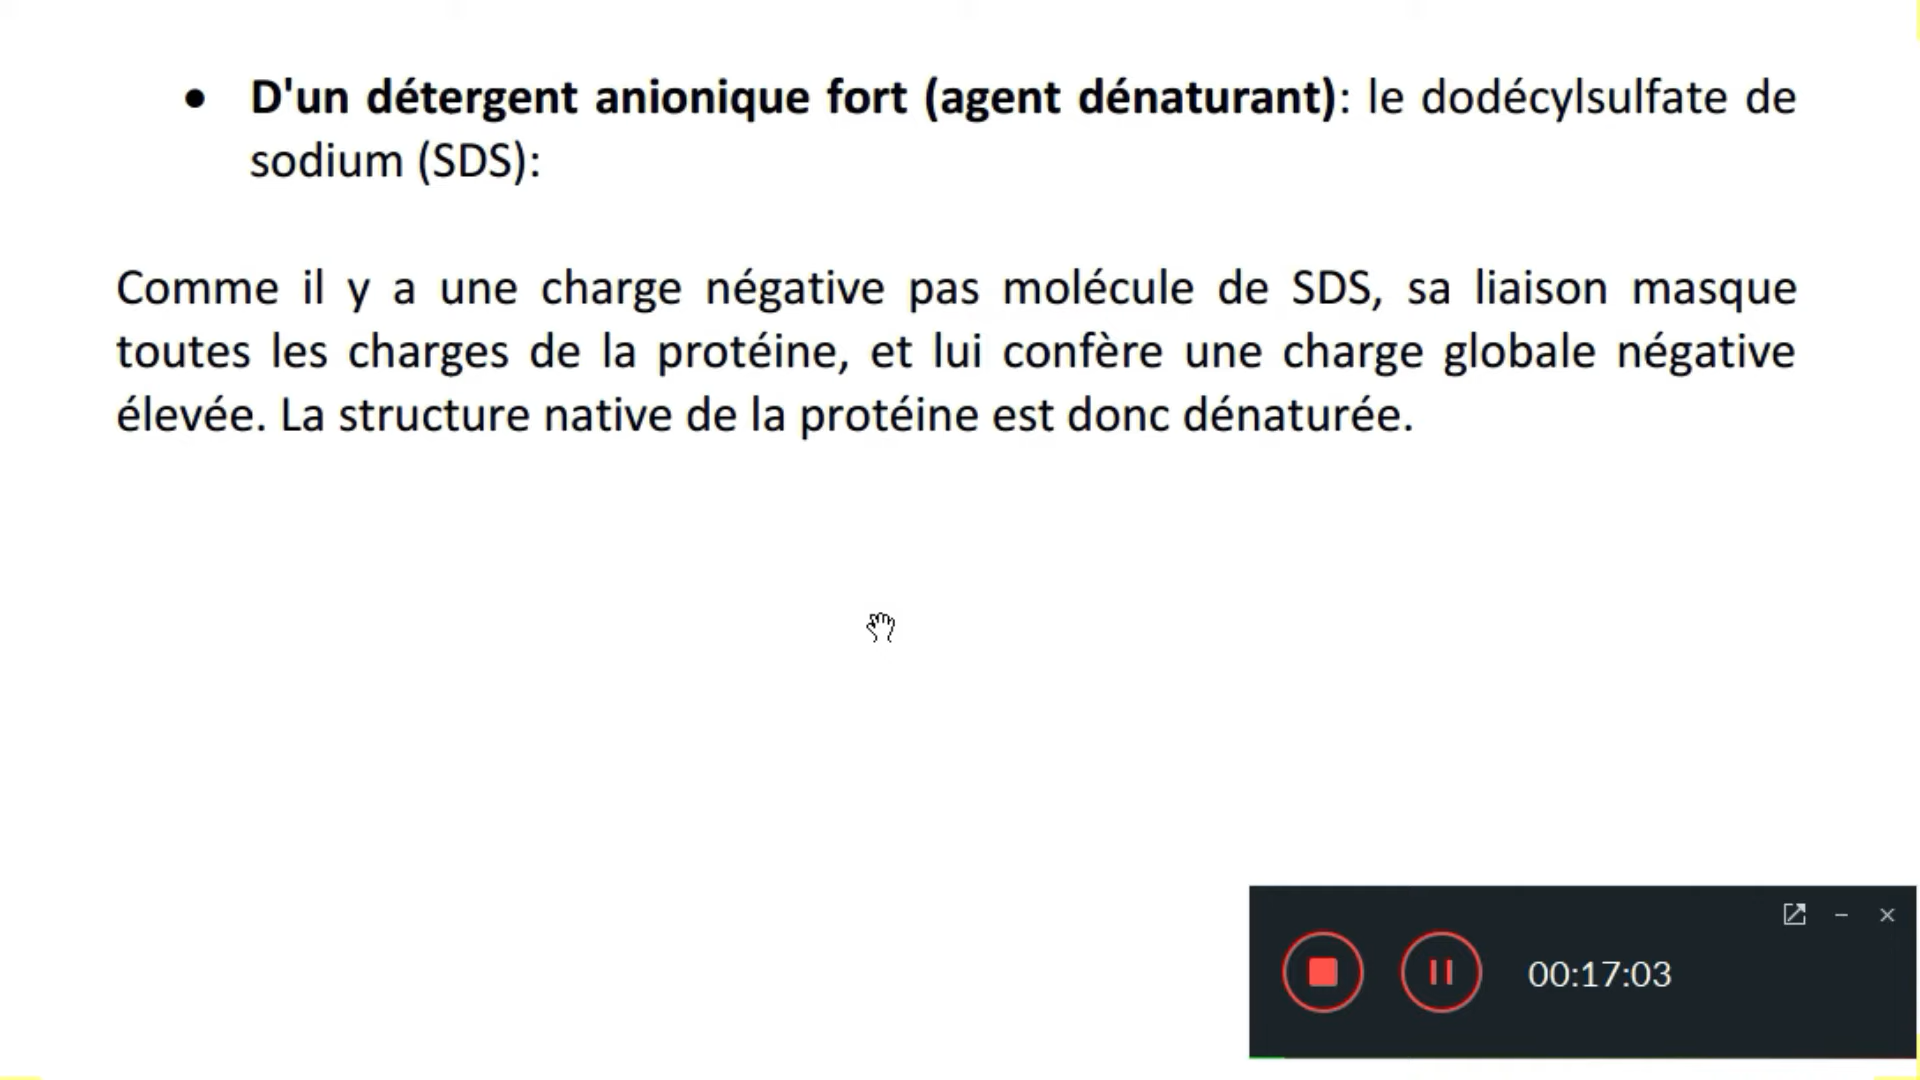 • D'un détergent anionique fort (agent dénaturant): le dodécylsulfate de
sodium (SDS):
Comme il y a une charge négative pas molécule de SDS, sa liaison masque
toutes les charges de la protéine, et lui confère une charge globale négative
élevée. La structure native de la protéine est donc dénaturée.
00:17:03